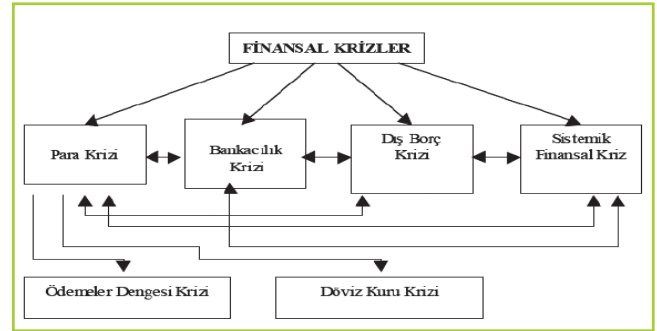 FİNANSAL KRİZLER
Para Krizi
Bankacılık
Krizi
Dış Borç
Krizi
Sistemik
Finansal Kriz
Ödemeler Dengesi Krizi
Döviz Kuru Krizi